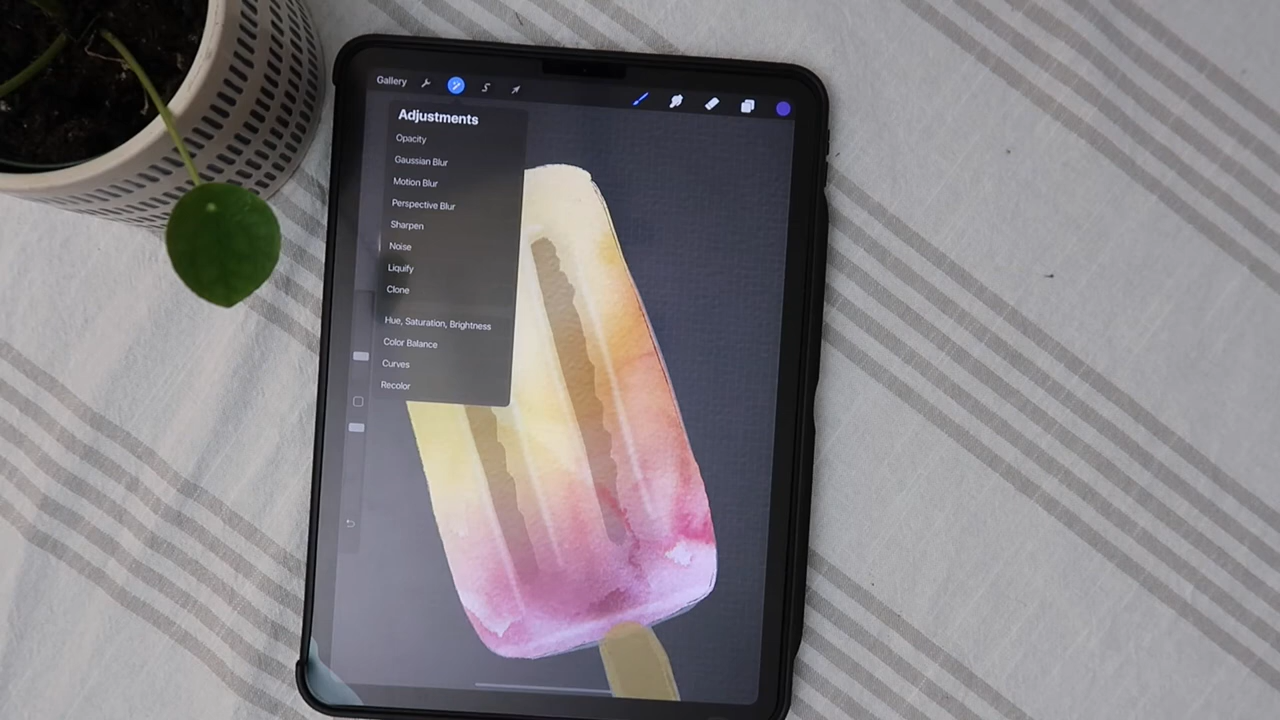 Gallery
Adjustments
Opacity
Gaussian Blur
Motion Blur
Perspective Blur
Sharpen
Noise
Liquify
Clone
Hue, Saturation, Brightness
Color Balance
Curves
Recolor